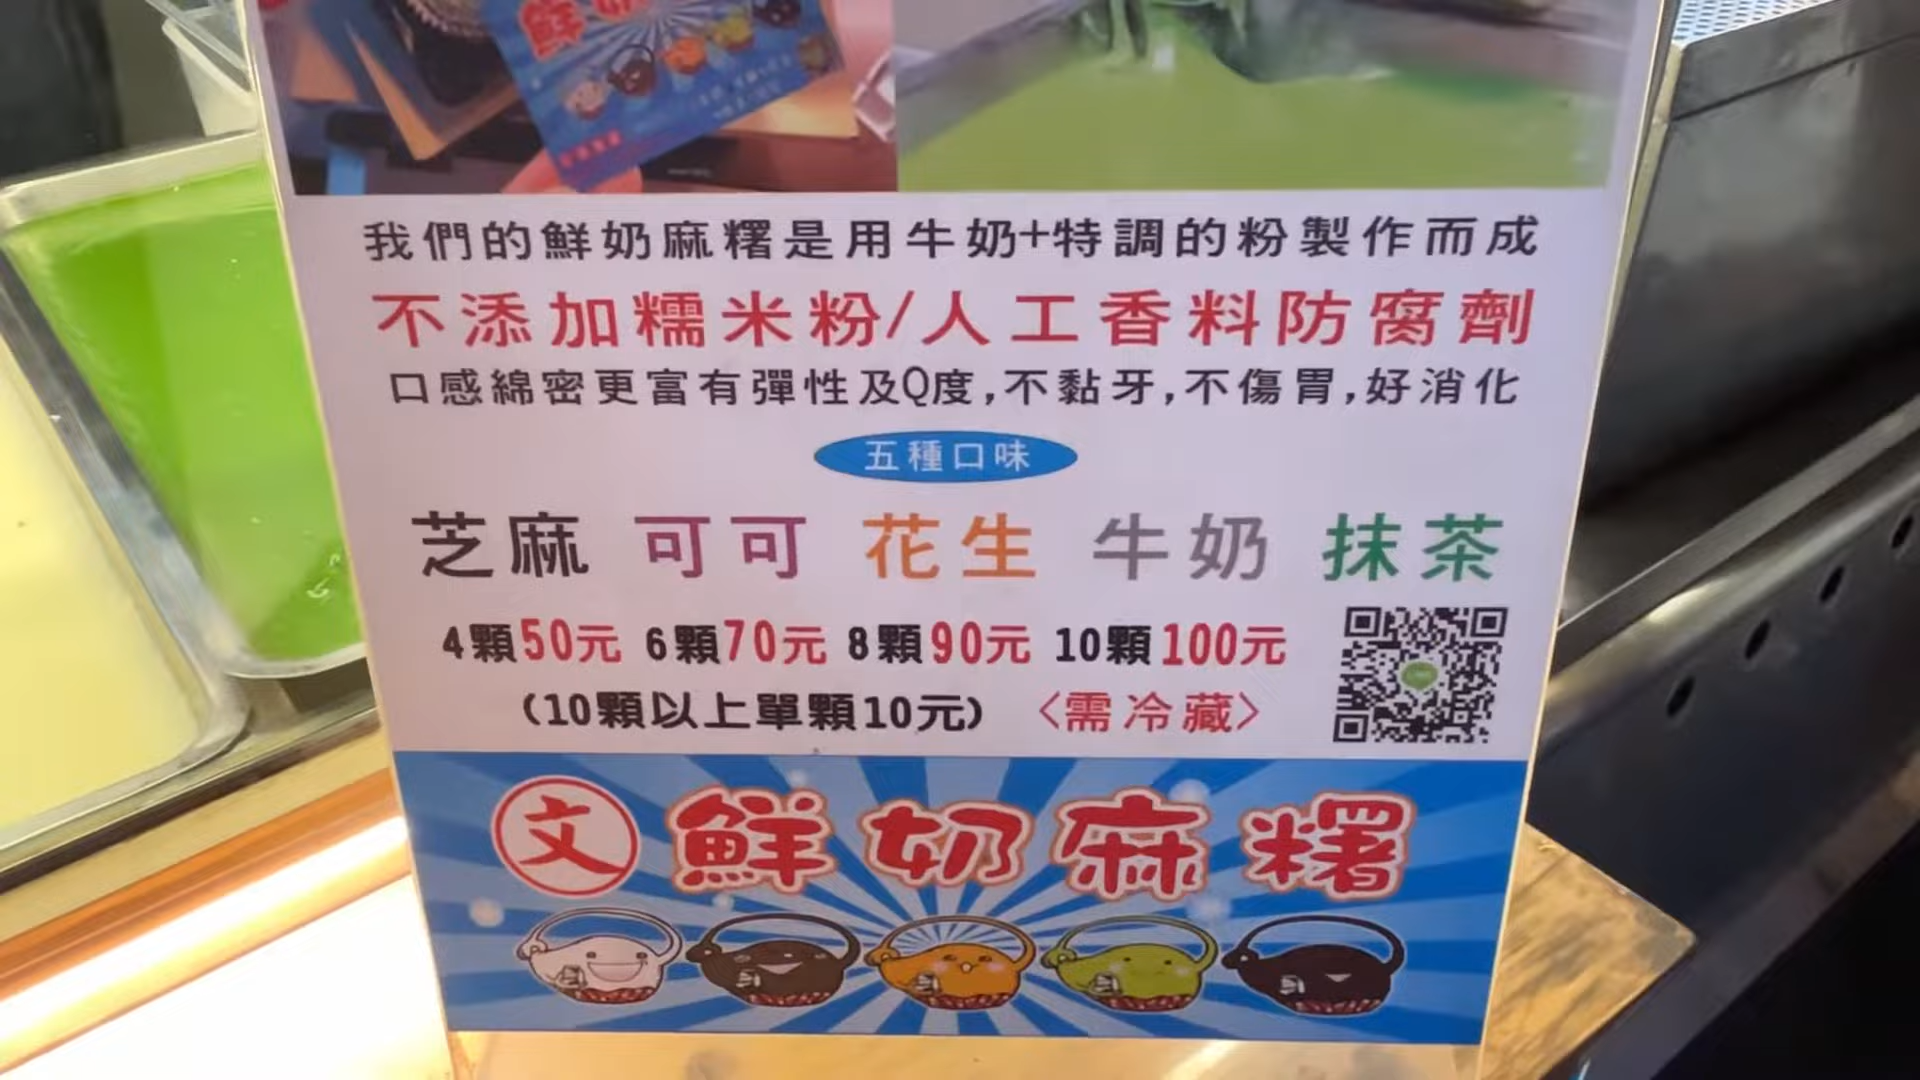 鮮奶
我們的鮮奶麻糬是用牛奶+特調的粉製作而成
不添加糯米粉/人工香料防腐劑
口感綿密更富有彈性及Q度,不黏牙,不傷胃,好消化
五種口味
芝麻 可可 花生 牛奶 抹茶
4顆50元 6顆70元 8顆90元 10顆100元
(10顆以上單顆10元) <需冷藏>
文 鮮奶麻糬